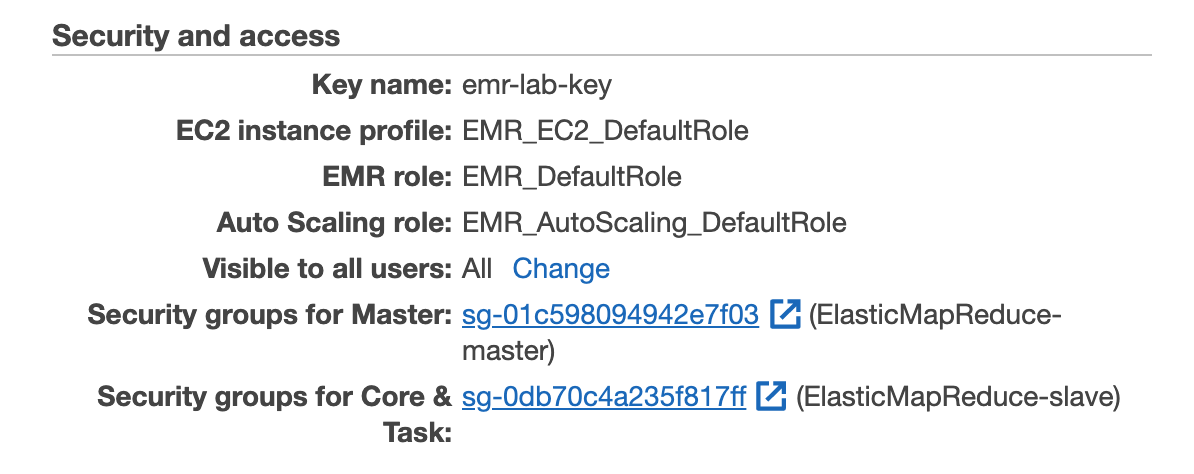 Security and access
Key name: emr-lab-key
EC2 instance profile: EMR_EC2_DefaultRole
EMR role: EMR_DefaultRole
Auto Scaling role: EMR_AutoScaling_DefaultRole
Visible to all users: All Change
Security groups for Master: sg-01c598094942e7f03 (ElasticMapReduce-
master)
Security groups for Core & sg-0db70c4a235f817ff (ElasticMapReduce-slave)
Task: